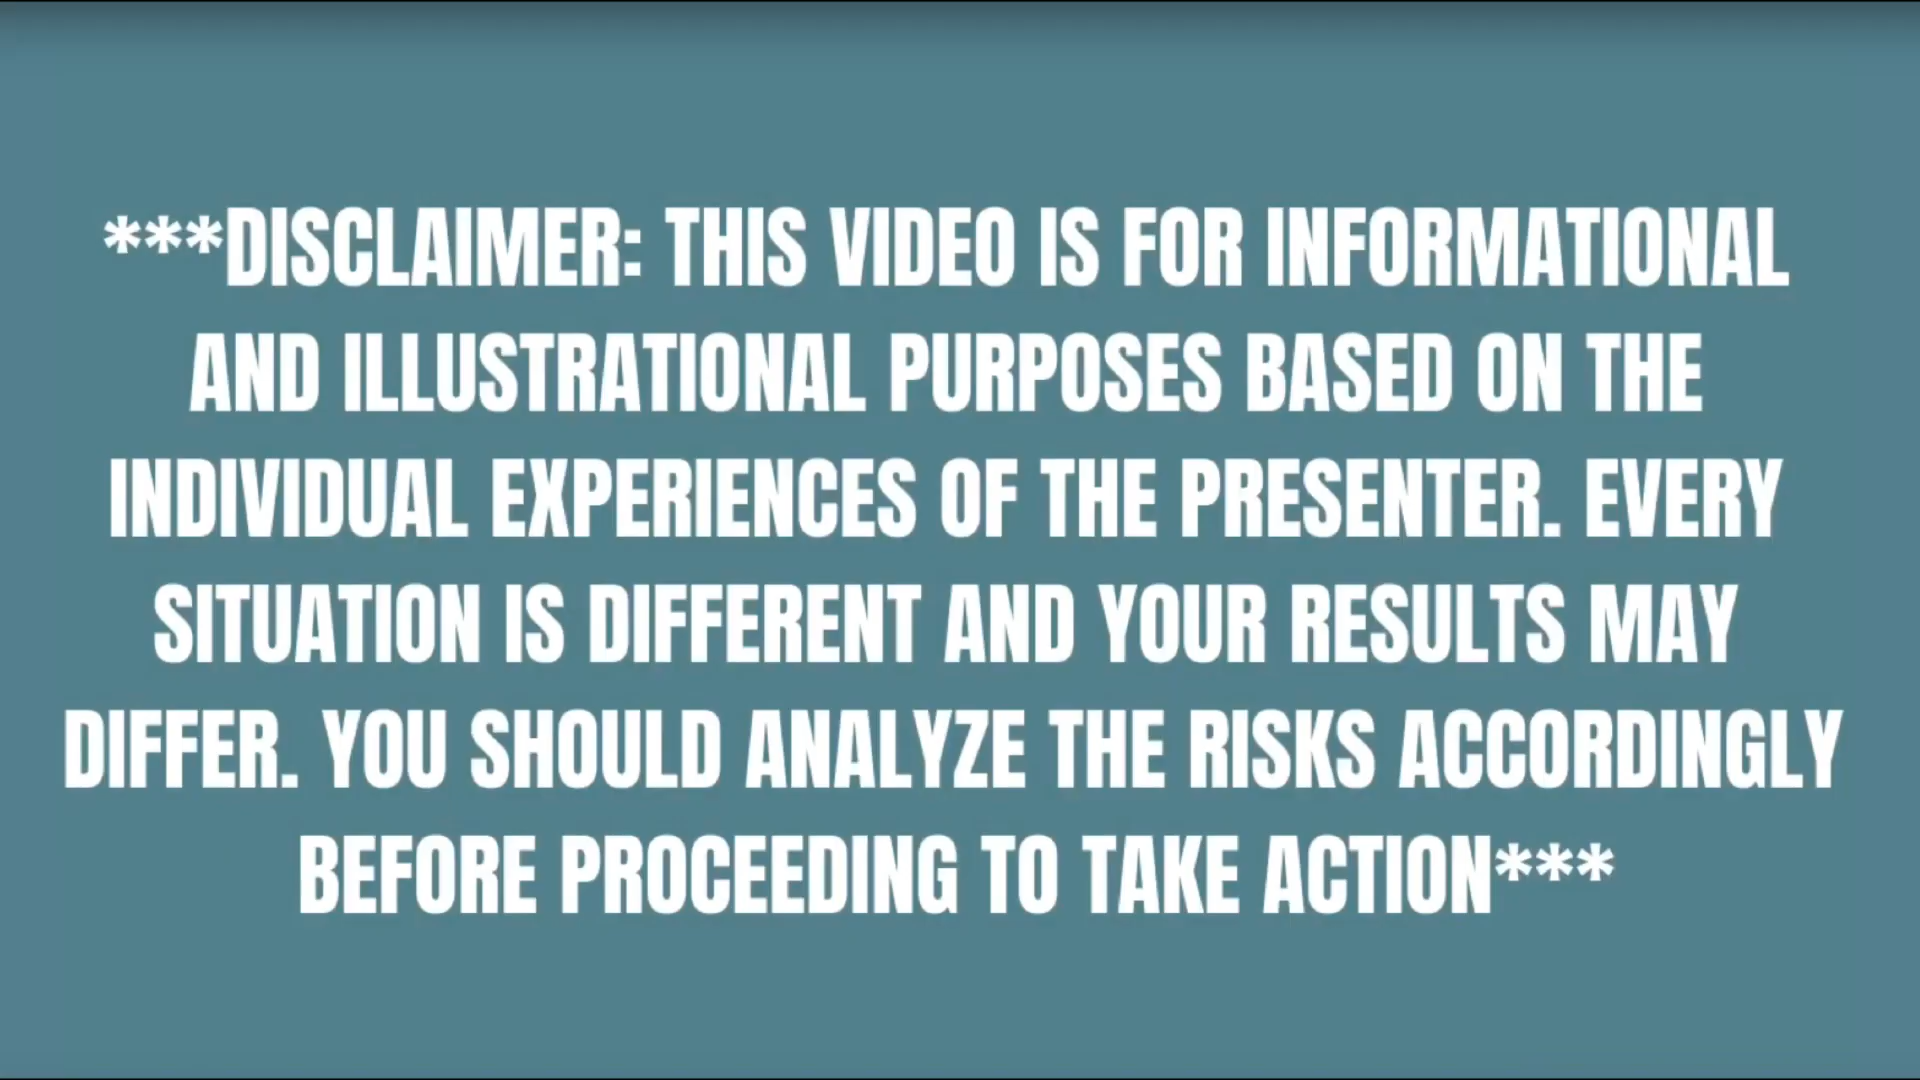 ***DISCLAIMER: THIS VIDEO IS FOR INFORMATIONAL
AND ILLUSTRATIONAL PURPOSES BASED ON THE
INDIVIDUAL EXPERIENCES OF THE PRESENTER. EVERY
SITUATION IS DIFFERENT AND YOUR RESULTS MAY
DIFFER. YOU SHOULD ANALYZE THE RISKS ACCORDINGLY
BEFORE PROCEEDING TO TAKE ACTION***